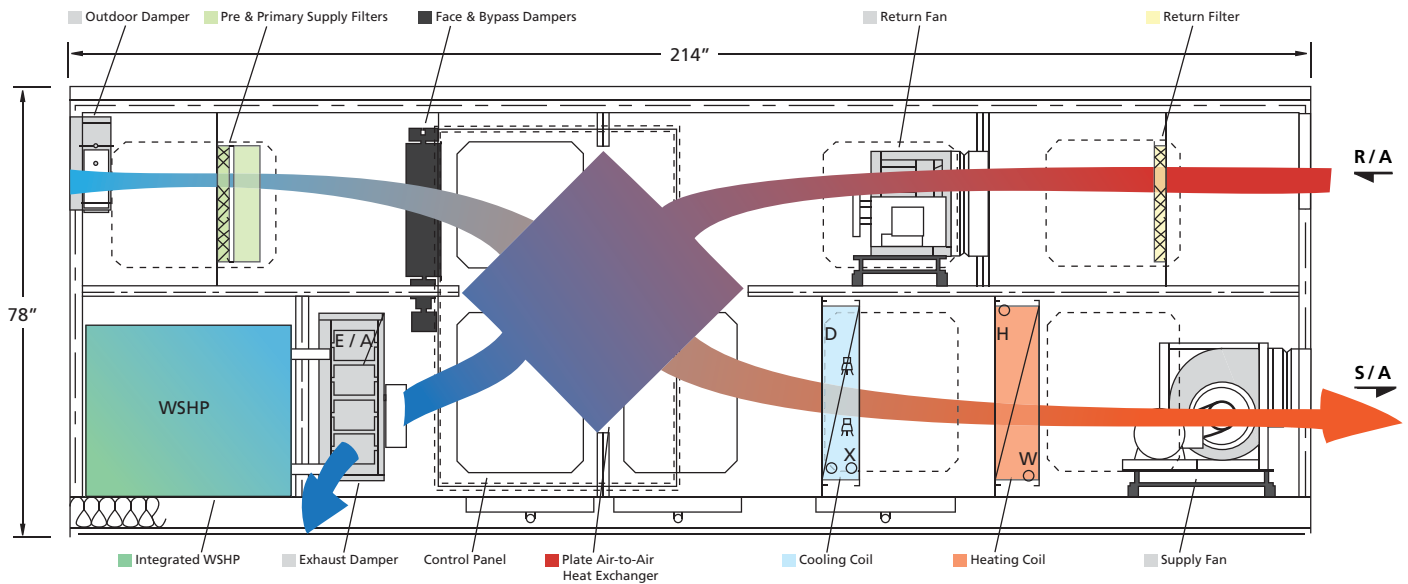 Outdoor Damper
Pre & Primary Supply Filters
Face & Bypass Dampers
Return Fan
Return Filter
214”
78”
R / A
E / A
D
H
WSHP
S / A
X
W
Integrated WSHP
Exhaust Damper
Control Panel
Plate Air-to-Air
Heat Exchanger
Cooling Coil
Heating Coil
Supply Fan